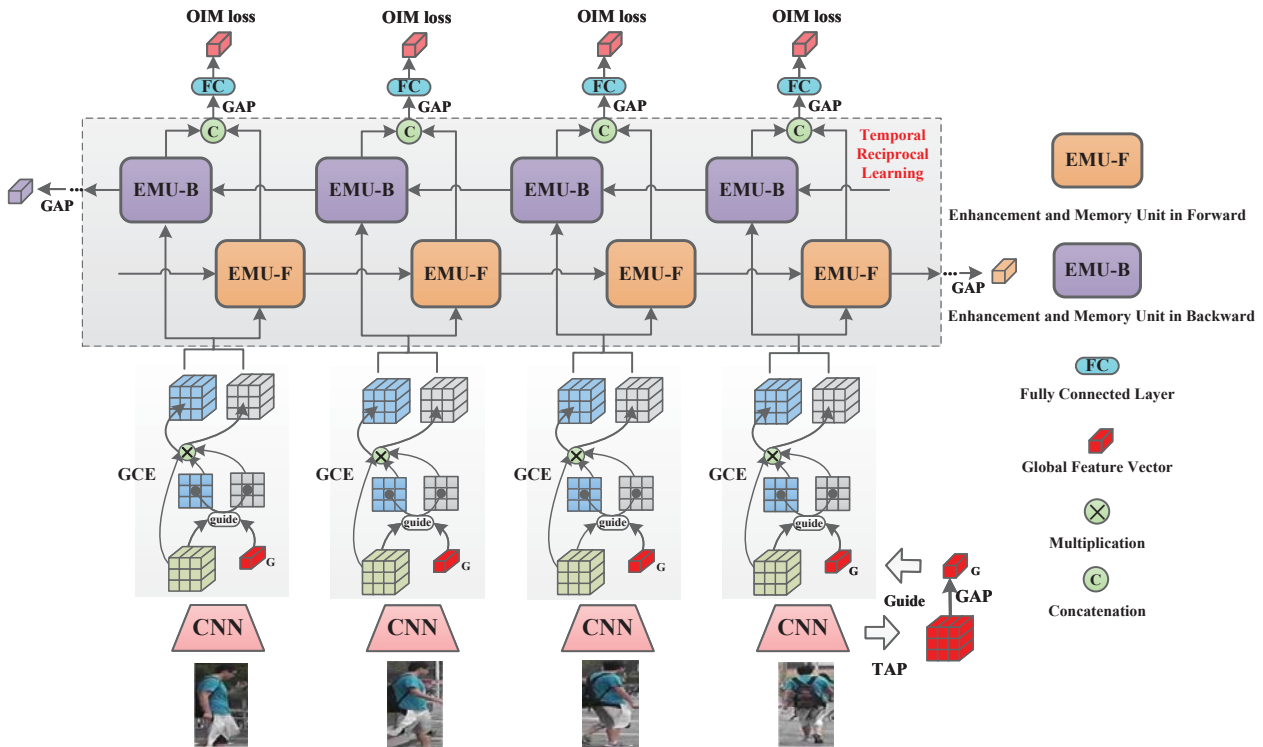 OIM loss OIM loss OIM loss OIM loss
FC FC FC FC
GAP GAP GAP GAP
C C C C
Temporal
Reciprocal
Learning
EMU-B EMU-B EMU-B EMU-B
... GAP
EMU-F EMU-F EMU-F EMU-F
... GAP
GCE GCE GCE GCE
guide guide guide guide
G G G G
CNN CNN CNN CNN
G
Guide
GAP
TAP
EMU-F
Enhancement and Memory Unit in Forward
EMU-B
Enhancement and Memory Unit in Backward
FC
Fully Connected Layer
Global Feature Vector
Multiplication
C
Concatenation